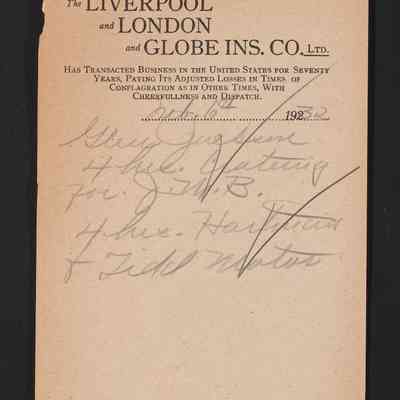 The LIVERPOOL
and LONDON
and GLOBE INS. CO. LTD.
HAS TRANSACTED BUSINESS IN THE UNITED STATES FOR SEVENTY
YEARS, PAYING ITS ADJUSTED LOSSES IN TIMES OF
CONFLAGRATION AS IN OTHER TIMES, WITH
CHEERFULLNESS AND DISPATCH.
6th 192
4 hrs.
For J.W.B.
4 hrs.
& Motor